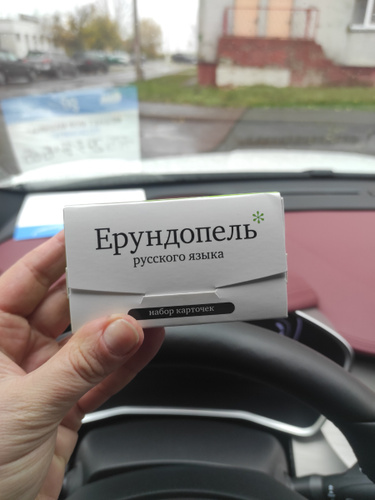 Ерундопель*
русского языка
набор карточек